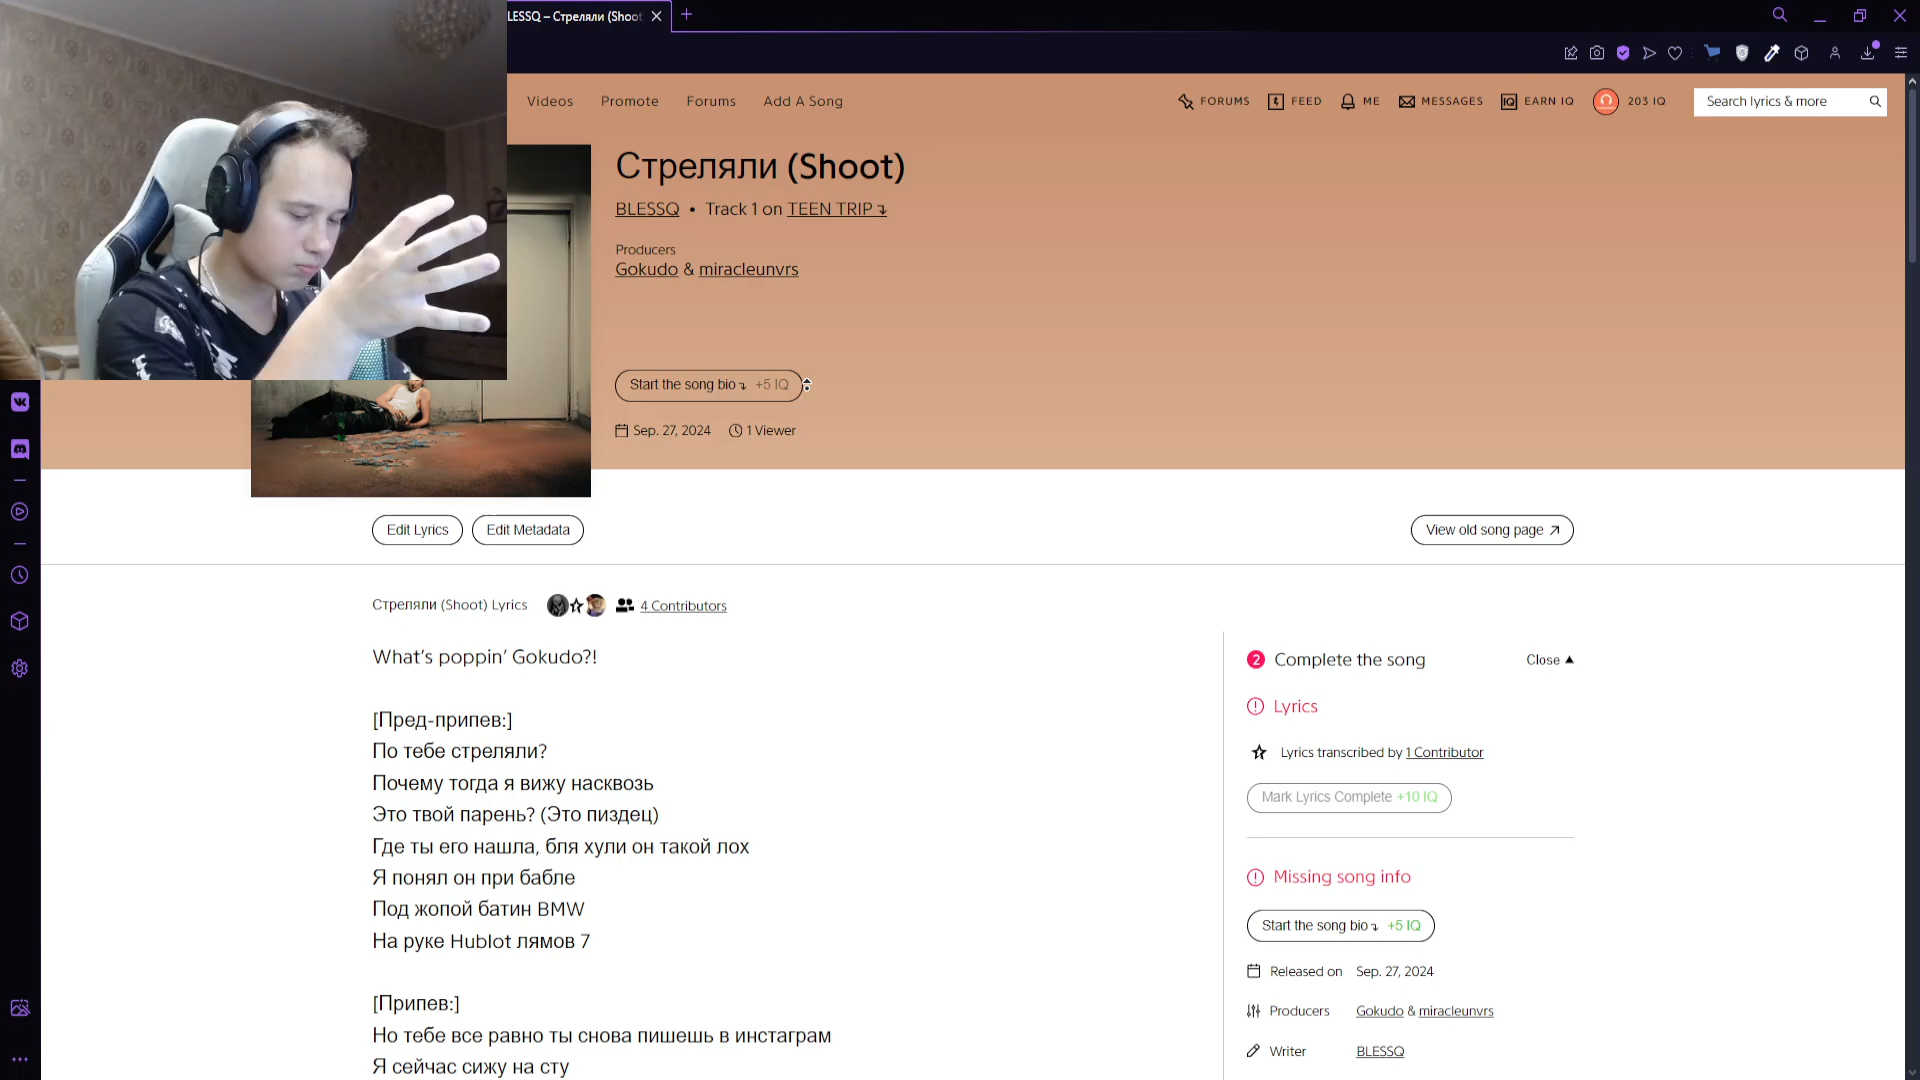 LESSQ – Стреляли (Shoot
Videos
Promote
Forums
Add A Song
FORUMS
FEED
ME
MESSAGES
IQ EARN IQ
203 IQ
Search lyrics & more
Стреляли (Shoot)
BLESSQ • Track 1 on TEEN TRIP
Producers
Gokudo & miracleunvrs
Start the song bio +5 IQ
Sep. 27, 2024
1 Viewer
Edit Lyrics
Edit Metadata
View old song page
Стреляли (Shoot) Lyrics
4 Contributors
What’s poppin’ Gokudo?!
[Пред-припев:]
По тебе стреляли?
Почему тогда я вижу насквозь
Это твой парень? (Это пиздец)
Где ты его нашла, бля хули он такой лох
Я понял он при бабле
Под жопой батин BMW
На руке Hublot лямов 7
[Припев:]
Но тебе все равно ты снова пишешь в инстаграм
Я сейчас сижу на сту
2 Complete the song
Close
Lyrics
Lyrics transcribed by 1 Contributor
Mark Lyrics Complete +10 IQ
Missing song info
Start the song bio +5 IQ
Released on Sep. 27, 2024
Producers Gokudo & miracleunvrs
Writer BLESSQ